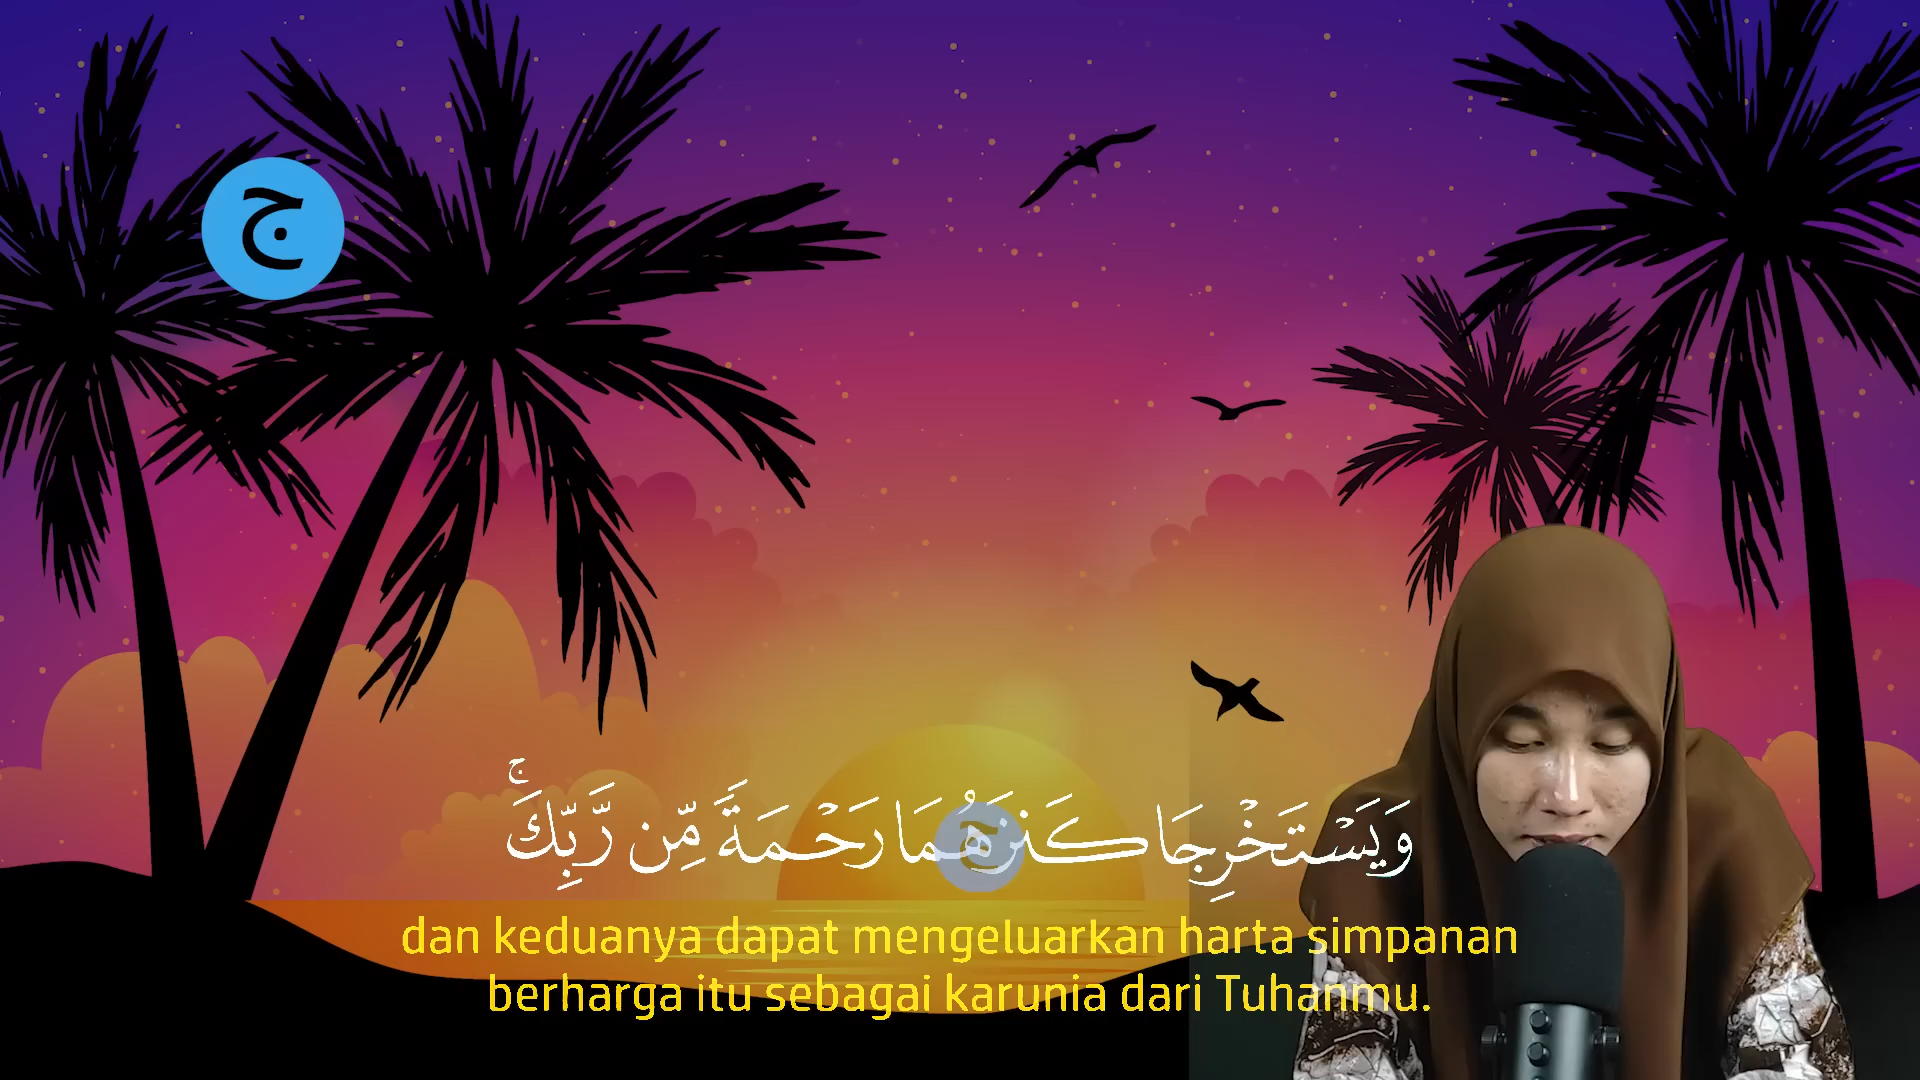 ج
وَيَسْتَخْرِجَا كَنزَهُمَا رَحْمَةً مِّن رَّبِّكَ ۚ
ج
dan keduanya dapat mengeluarkan harta simpanan
berharga itu sebagai karunia dari Tuhanmu.